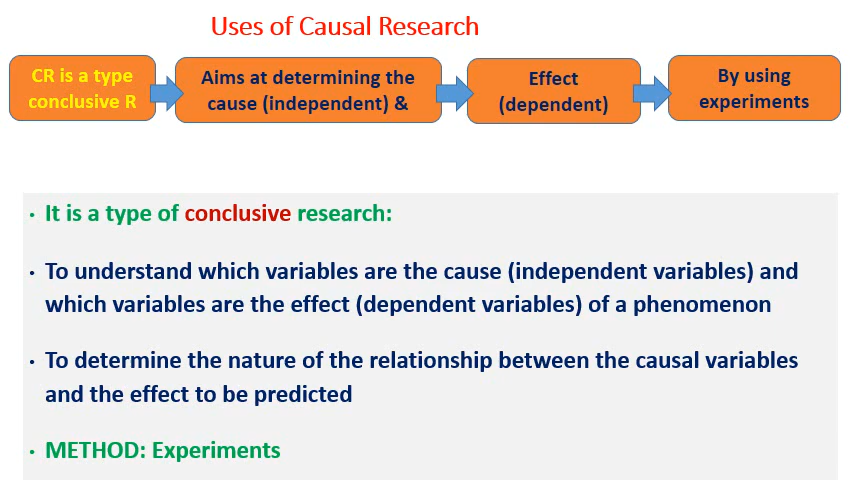 Uses of Causal Research
CR is a type
conclusive R
Aims at determining the
cause (independent) &
Effect
(dependent)
By using
experiments
· It is a type of conclusive research:
· To understand which variables are the cause (independent variables) and
which variables are the effect (dependent variables) of a phenomenon
· To determine the nature of the relationship between the causal variables
and the effect to be predicted
· METHOD: Experiments